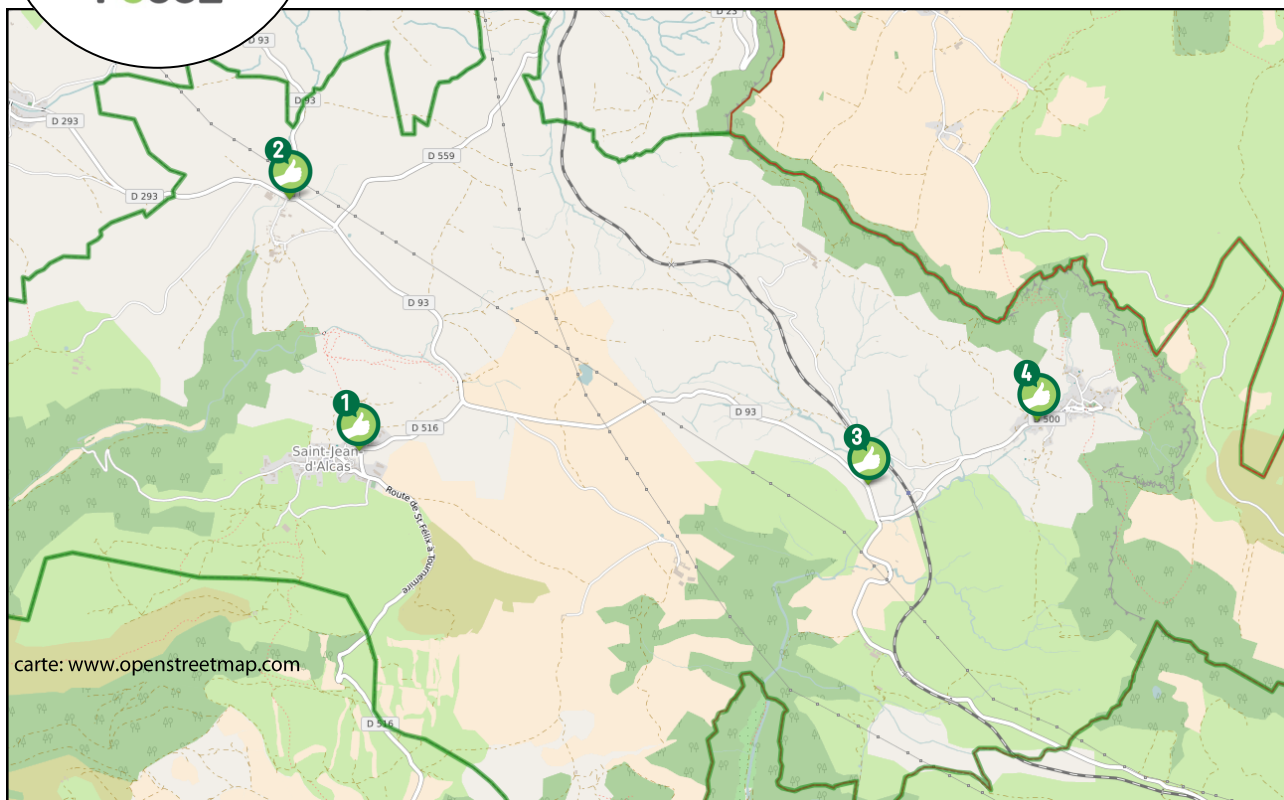 D 23
D 93
D 93
D 293
2
D 559
D 293
D 93
4
1
D 93
D 500
D 516
3
Saint-Jean-
d'Alcas
Route de St Félix à Tournemire
carte: www.openstreetmap.com
D 516